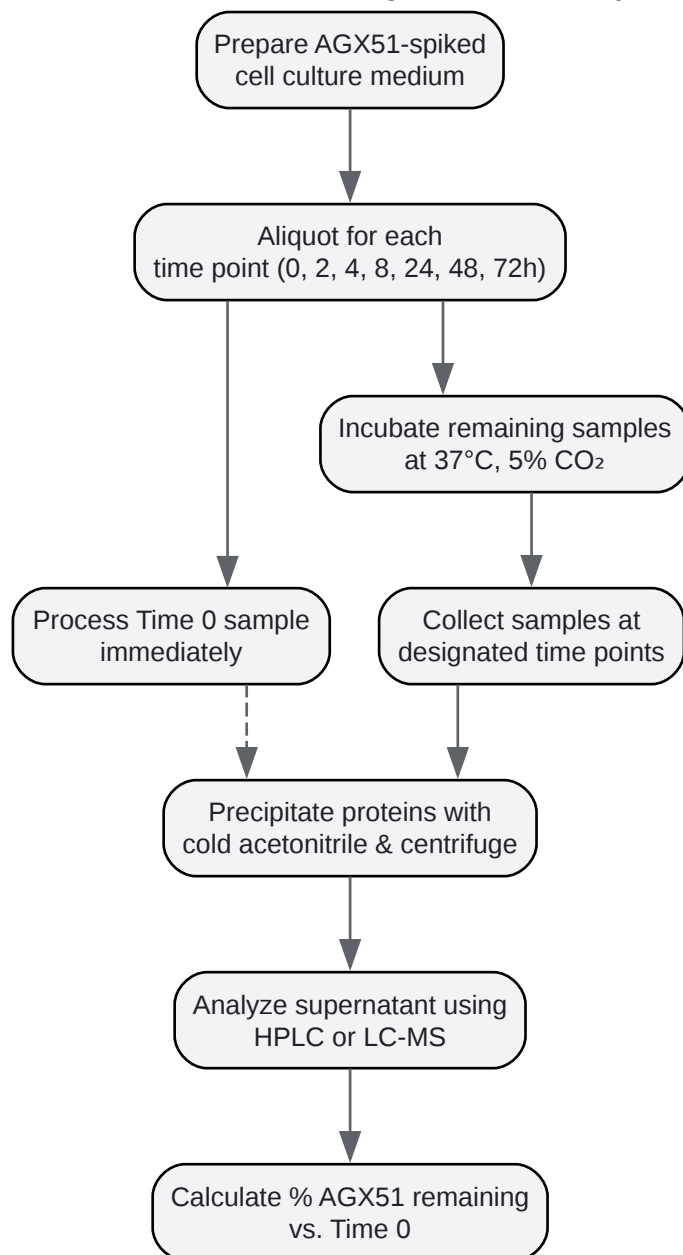 Prepare AGX51-spiked
cell culture medium
Aliquot for each
time point (0, 2, 4, 8, 24, 48, 72h)
Incubate remaining samples
at 37°C, 5% CO₂
Process Time 0 sample
immediately
Collect samples at
designated time points
Precipitate proteins with
cold acetonitrile & centrifuge
Analyze supernatant using
HPLC or LC-MS
Calculate % AGX51 remaining
vs. Time 0